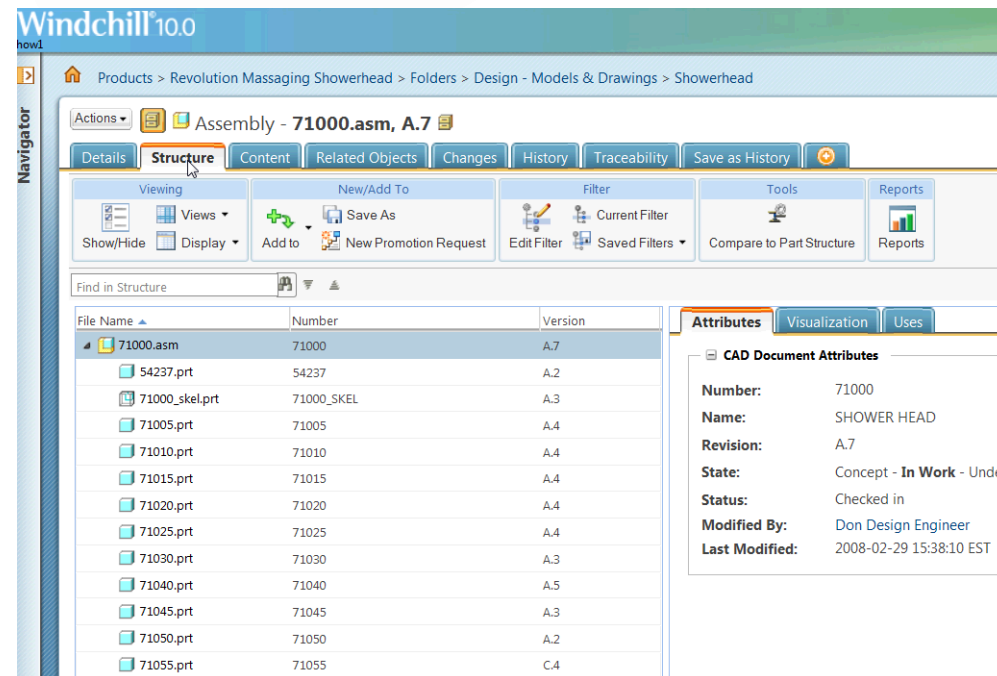 Windchill 10.0
how1
Navigator
Products > Revolution Massaging Showerhead > Folders > Design - Models & Drawings > Showerhead
Actions Assembly - 71000.asm, A.7
Details Structure Content Related Objects Changes History Traceability Save as History
Viewing New/Add To Filter Tools Reports
Views Save As Current Filter
Show/Hide Display Add to New Promotion Request Edit Filter Saved Filters Compare to Part Structure Reports
Find in Structure
File Name Number Version
71000.asm 71000 A.7
54237.prt 54237 A.2
71000_skel.prt 71000_SKEL A.3
71005.prt 71005 A.4
71010.prt 71010 A.4
71015.prt 71015 A.4
71020.prt 71020 A.4
71025.prt 71025 A.4
71030.prt 71030 A.3
71040.prt 71040 A.5
71045.prt 71045 A.3
71050.prt 71050 A.2
71055.prt 71055 C.4
Attributes Visualization Uses
CAD Document Attributes
Number: 71000
Name: SHOWER HEAD
Revision: A.7
State: Concept - In Work - Unde
Status: Checked in
Modified By: Don Design Engineer
Last Modified: 2008-02-29 15:38:10 EST